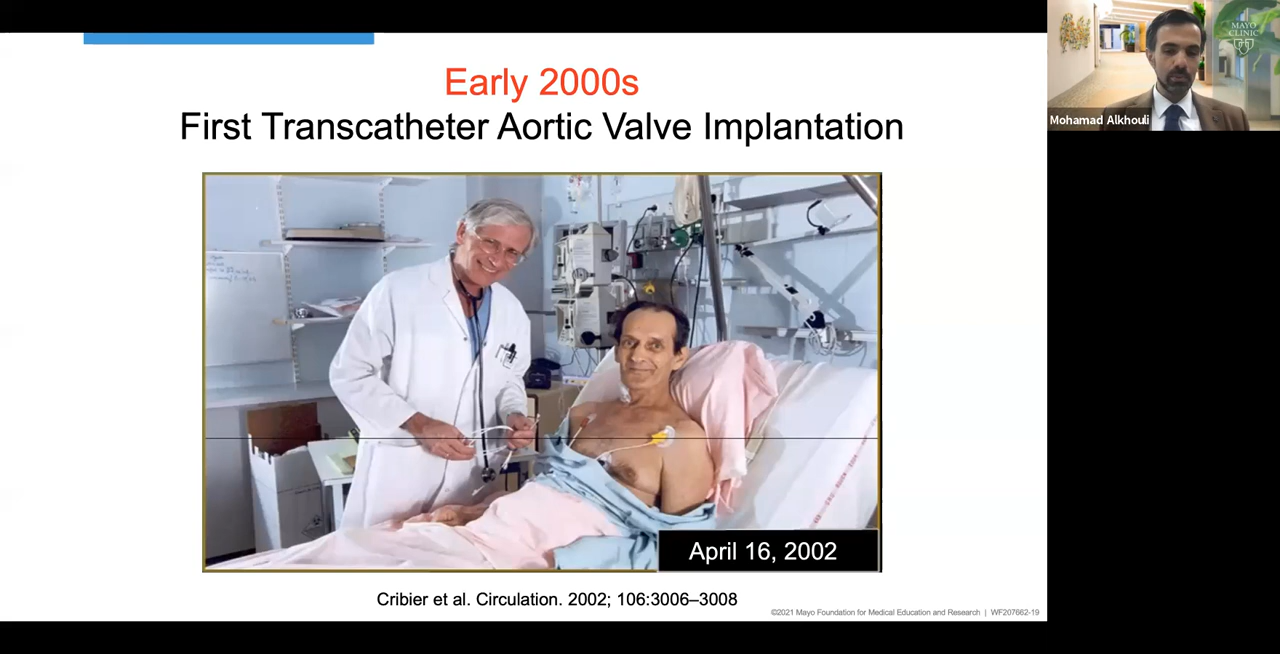 Early 2000s
First Transcatheter Aortic Valve Implantation
April 16, 2002
Cribier et al. Circulation. 2002; 106:3006–3008
©2021 Mayo Foundation for Medical Education and Research | WF207662-19
MAYO
CLINIC
Mohamad Alkhouli